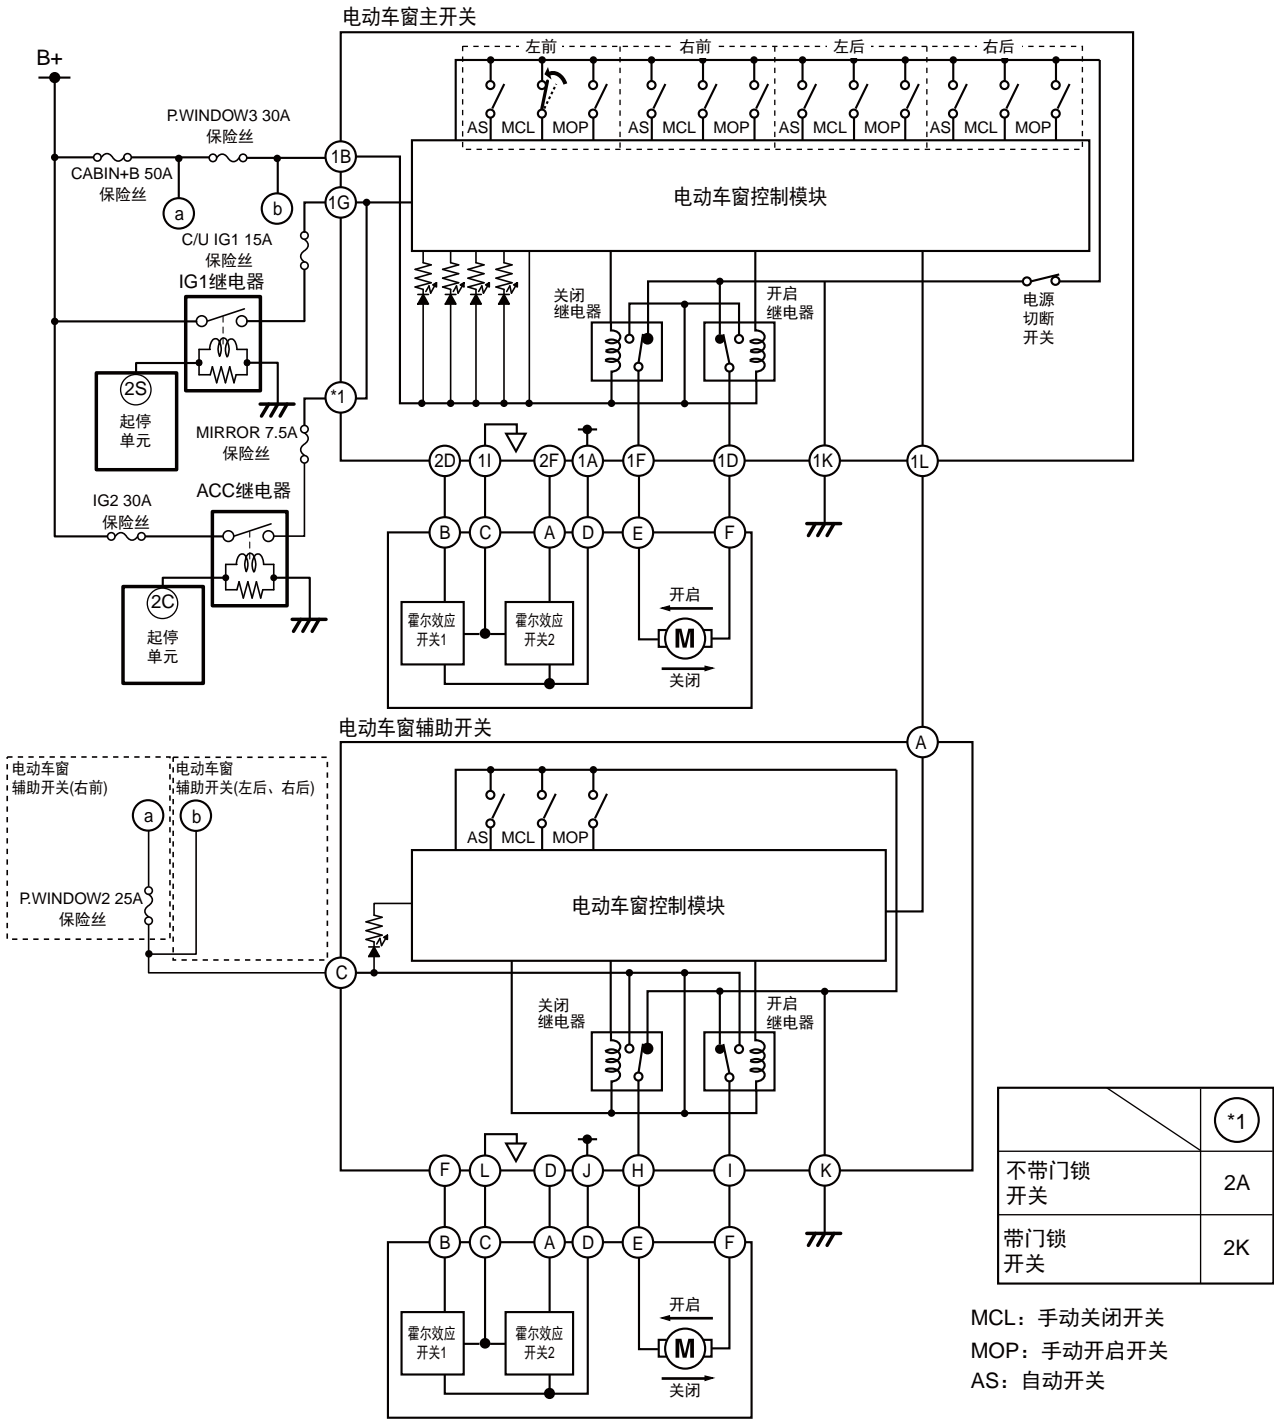 电动车窗主开关
左前 右前 左后 右后
B+
P.WINDOW3 30A
保险丝
AS MCL MOP AS MCL MOP AS MCL MOP AS MCL MOP
1B
CABIN+B 50A
保险丝
a b
1G
电动车窗控制模块
C/U IG1 15A
保险丝
IG1继电器
关闭
继电器
开启
继电器
电源
切断
开关
2S
起停
单元
*1
MIRROR 7.5A
保险丝
2D 1I 2F 1A 1F 1D 1K 1L
ACC继电器
IG2 30A
保险丝
B C A D E F
2C
起停
单元
霍尔效应
开关1
霍尔效应
开关2
开启
M
关闭
电动车窗辅助开关
A
电动车窗
辅助开关(右前)
电动车窗
辅助开关(左后、右后)
a b
AS MCL MOP
P.WINDOW2 25A
保险丝
电动车窗控制模块
C
关闭
继电器
开启
继电器
F L D J H I K
B C A D E F
霍尔效应
开关1
霍尔效应
开关2
开启
M
关闭
*1
不带门锁
开关
2A
带门锁
开关
2K
MCL：手动关闭开关
MOP：手动开启开关
AS：自动开关